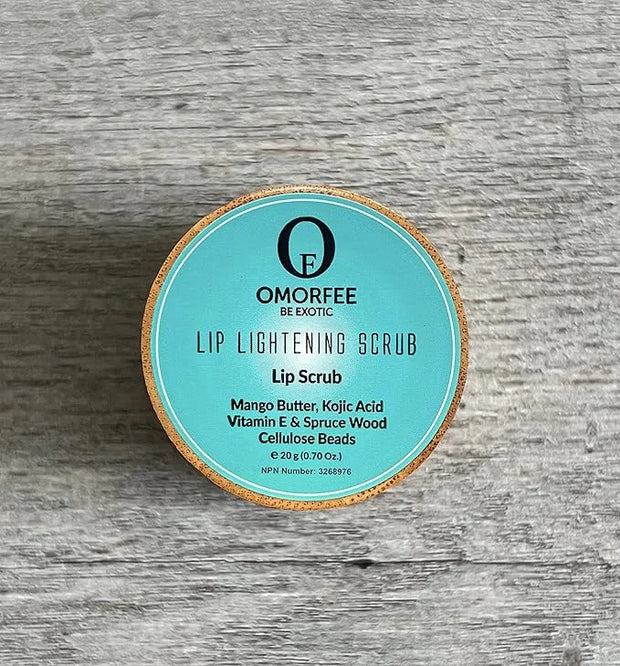 OF
OMORFEE
BE EXOTIC
LIP LIGHTENING SCRUB
Lip Scrub
Mango Butter, Kojic Acid
Vitamin E & Spruce Wood
Cellulose Beads
℮ 20 g (0.70 Oz.)
NPN Number: 3268976